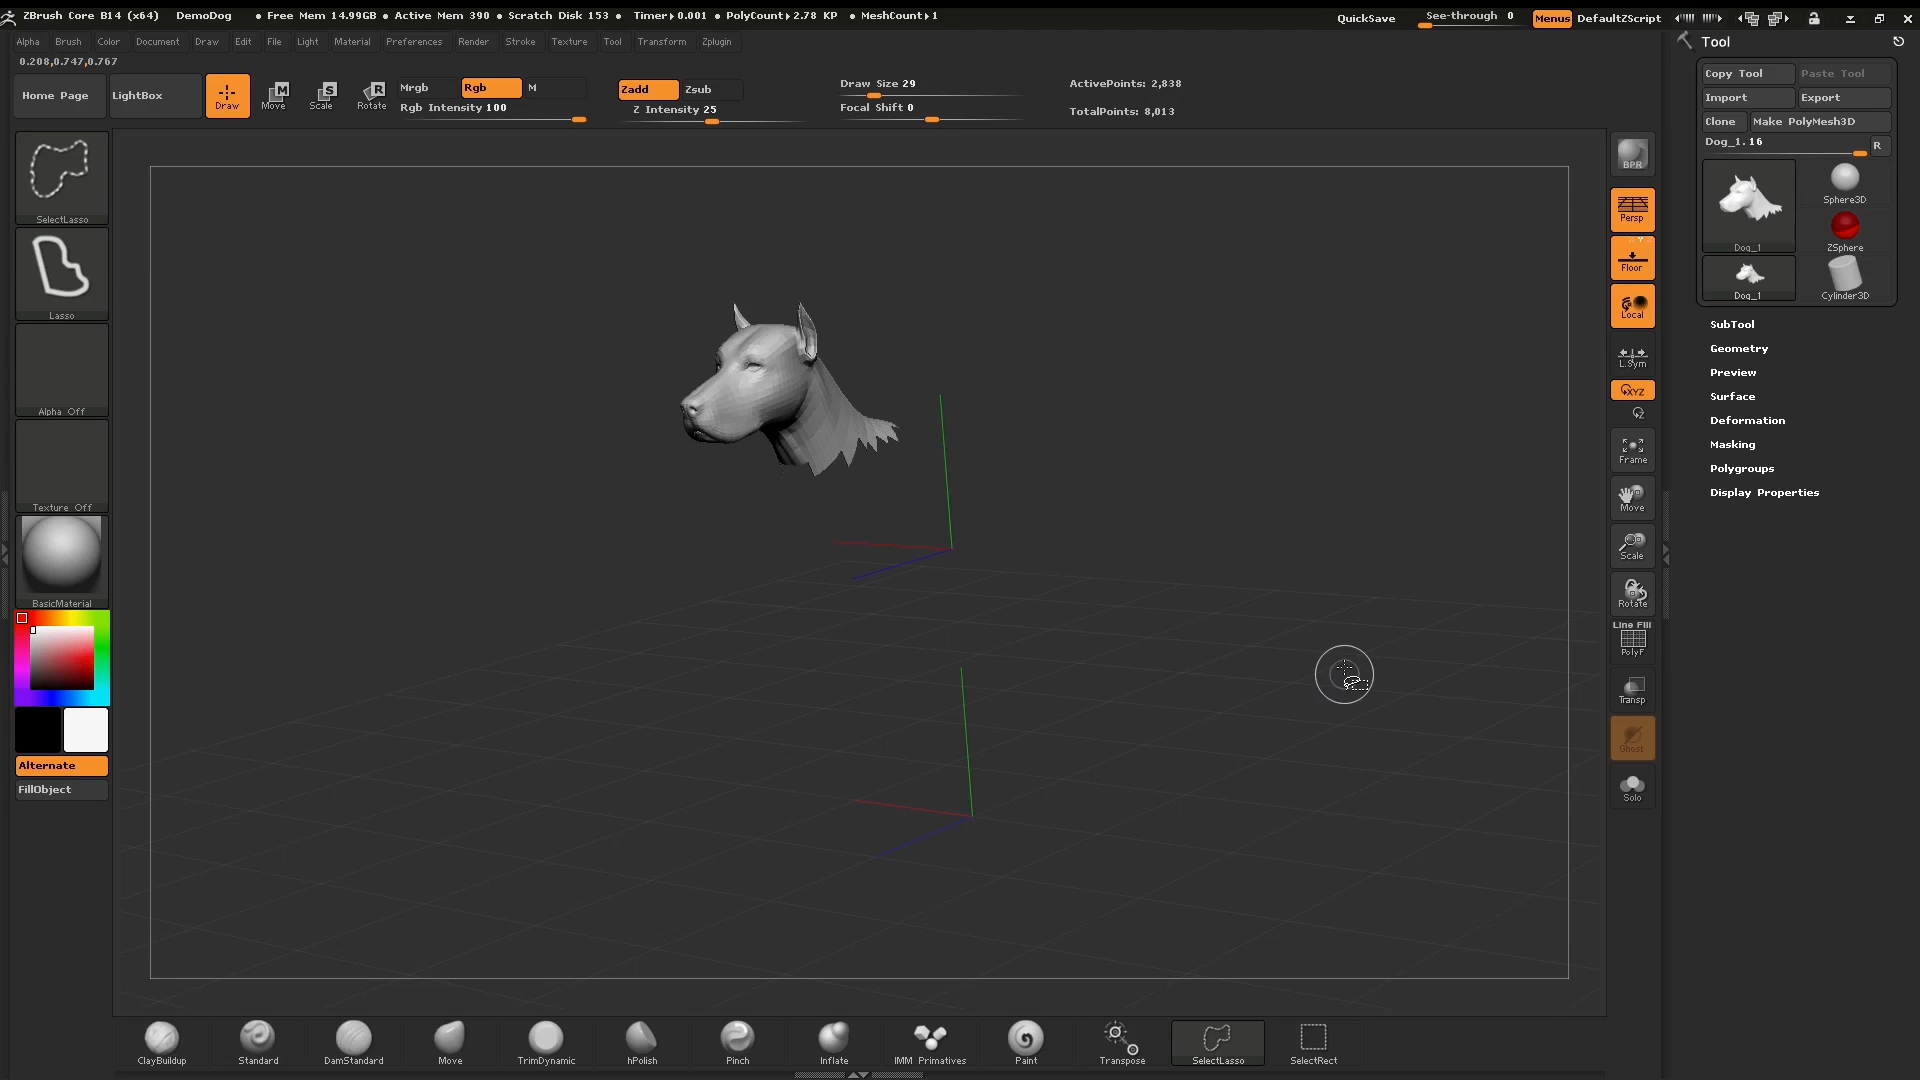 ZBrush Core B14 (x64) DemoDog • Free Mem 14.99GB • Active Mem 390 • Scratch Disk 153 • Timer▸0.001 • PolyCount▸2.78 KP • MeshCount▸1 QuickSave See-through 0 Menus DefaultZScript
Alpha Brush Color Document Draw Edit File Light Material Preferences Render Stroke Texture Tool Transform Zplugin
Tool
0.208,0.747,0.767
Home Page LightBox Draw Move Scale Rotate
M S R
Mrgb Rgb M
Rgb Intensity 100
Zadd Zsub
Z Intensity 25
Draw Size 29
Focal Shift 0
ActivePoints: 2,838
TotalPoints: 8,013
Copy Tool Paste Tool
Import Export
Clone Make PolyMesh3D
Dog_1. 16 R
Dog_1
Sphere3D
ZSphere
Dog_1
Cylinder3D
SubTool
Geometry
Preview
Surface
Deformation
Masking
Polygroups
Display Properties
SelectLasso
Lasso
Alpha Off
Texture Off
BasicMaterial
Alternate
FillObject
BPR
Persp
Floor
Local
L.Sym
XYZ
Z
Frame
Move
Scale
Rotate
Line Fill
PolyF
Transp
Ghost
Solo
ClayBuildup Standard DamStandard Move TrimDynamic hPolish Pinch Inflate IMM Primatives Paint Transpose SelectLasso SelectRect